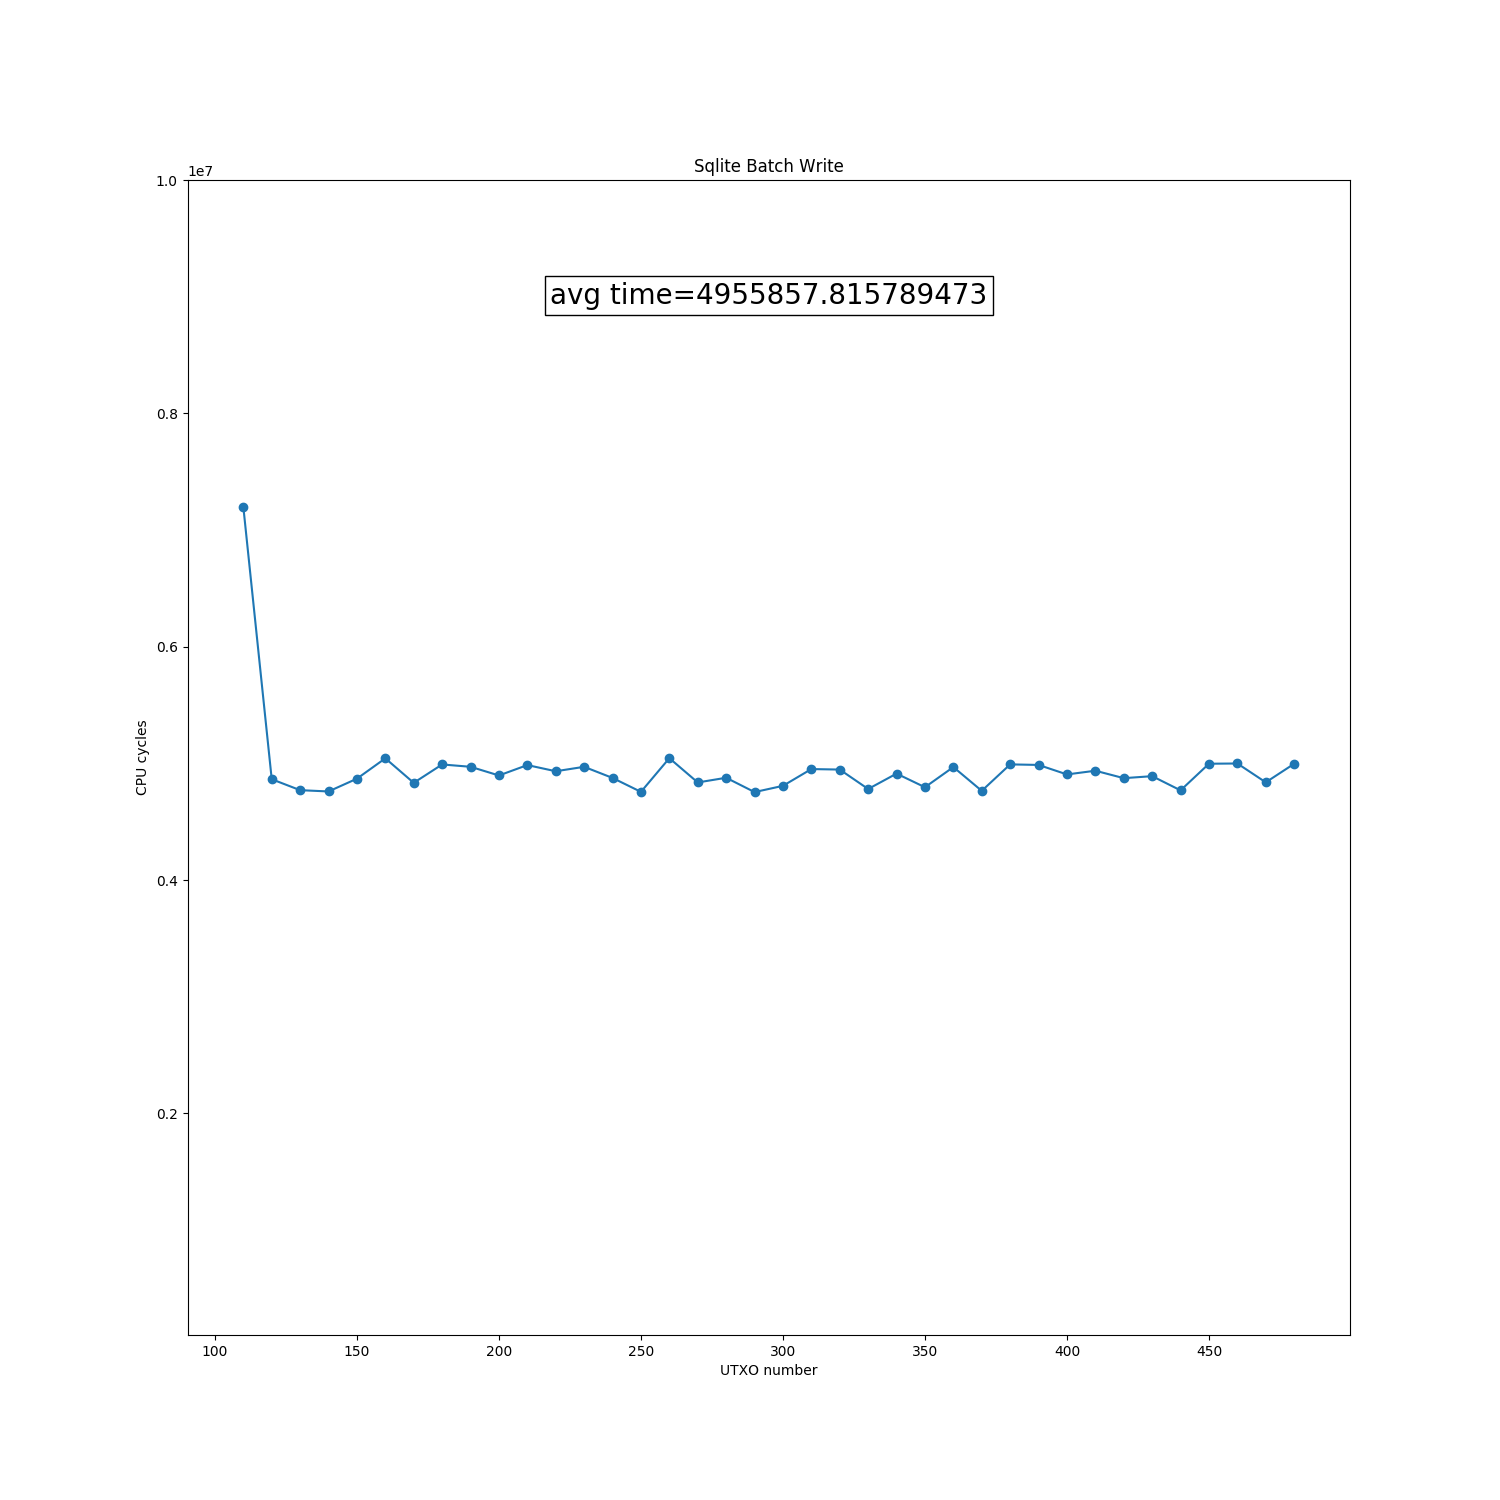 Sqlite Batch Write
1e7
1.0
0.8
0.6
0.4
0.2
CPU cycles
avg time=4955857.815789473
100 150 200 250 300 350 400 450
UTXO number